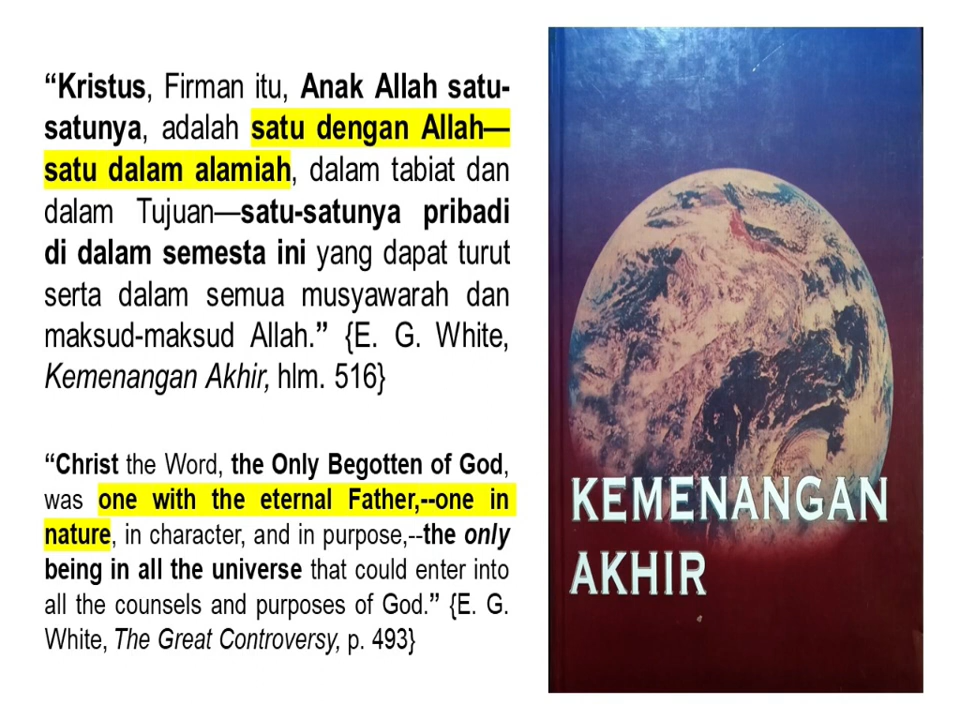 “Kristus, Firman itu, Anak Allah satu-
satunya, adalah satu dengan Allah—
satu dalam alamiah, dalam tabiat dan
dalam Tujuan—satu-satunya pribadi
di dalam semesta ini yang dapat turut
serta dalam semua musyawarah dan
maksud-maksud Allah.” {E. G. White,
Kemenangan Akhir, hlm. 516}
“Christ the Word, the Only Begotten of God,
was one with the eternal Father,--one in
nature, in character, and in purpose,--the only
being in all the universe that could enter into
all the counsels and purposes of God.” {E. G.
White, The Great Controversy, p. 493}
KEMENANGAN
AKHIR